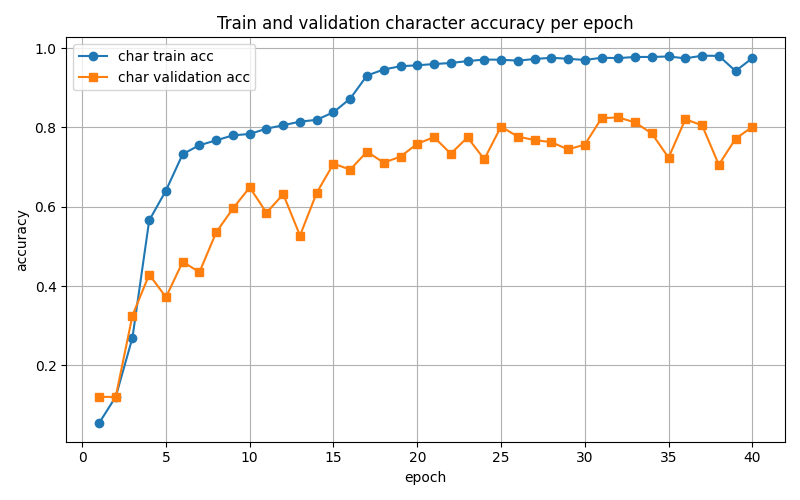 Train and validation character accuracy per epoch
char train acc
char validation acc
1.0
0.8
0.6
0.4
0.2
accuracy
0 5 10 15 20 25 30 35 40
epoch